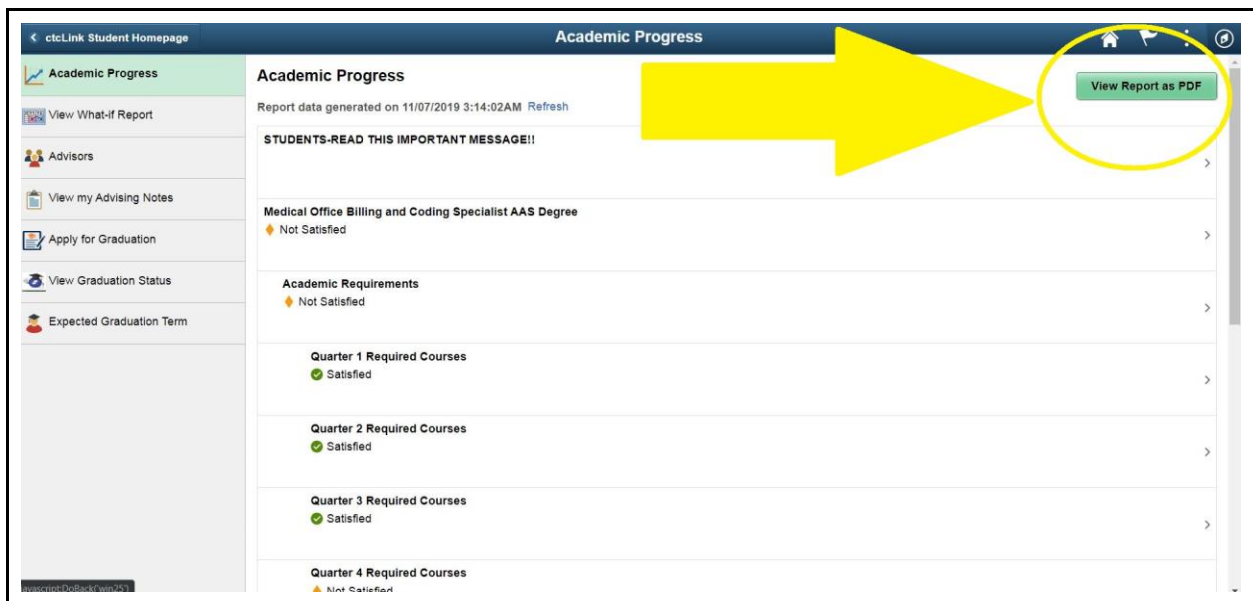 ctcLink Student Homepage
Academic Progress
Academic Progress
View What-if Report
Advisors
View my Advising Notes
Apply for Graduation
View Graduation Status
Expected Graduation Term
Academic Progress
View Report as PDF
Report data generated on 11/07/2019 3:14:02AM Refresh
STUDENTS-READ THIS IMPORTANT MESSAGE!!
Medical Office Billing and Coding Specialist AAS Degree
Not Satisfied
Academic Requirements
Not Satisfied
Quarter 1 Required Courses
Satisfied
Quarter 2 Required Courses
Satisfied
Quarter 3 Required Courses
Satisfied
Quarter 4 Required Courses
Not Satisfied
avascript:DoBack('win25')